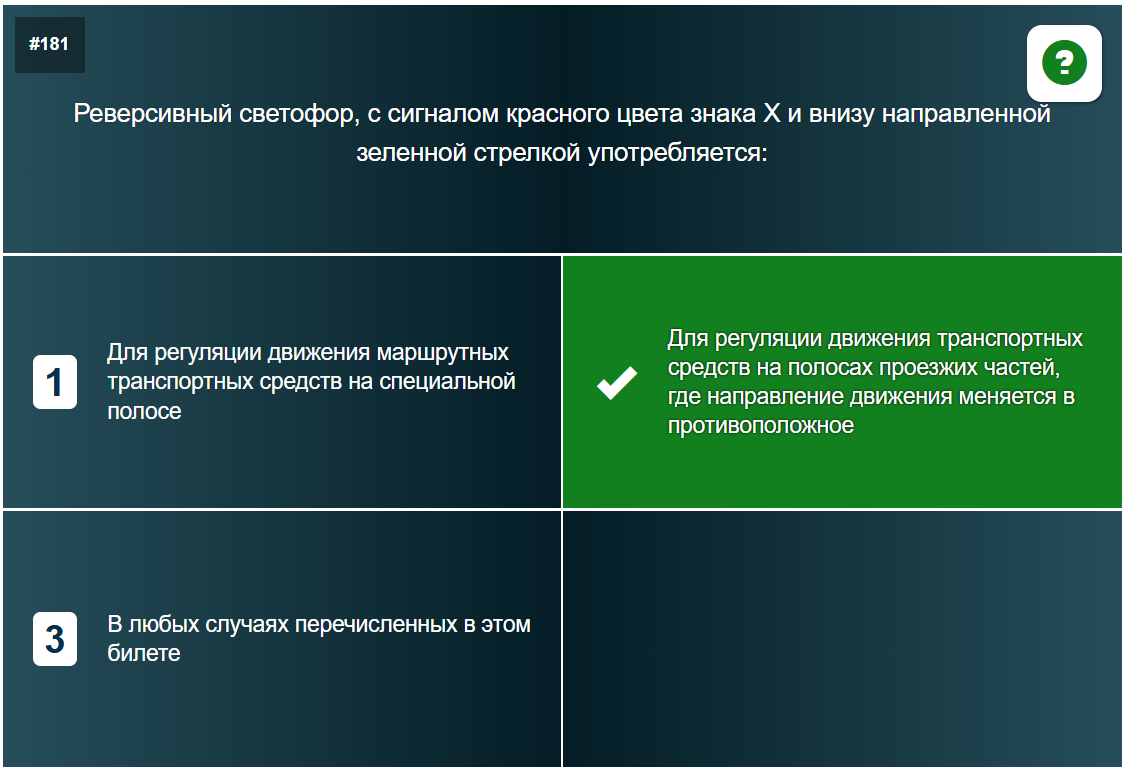 #181
?
Реверсивный светофор, с сигналом красного цвета знака X и внизу направленной
зеленной стрелкой употребляется:
1
Для регуляции движения маршрутных
транспортных средств на специальной
полосе
Для регуляции движения транспортных
средств на полосах проезжих частей,
где направление движения меняется в
противоположное
3
В любых случаях перечисленных в этом
билете